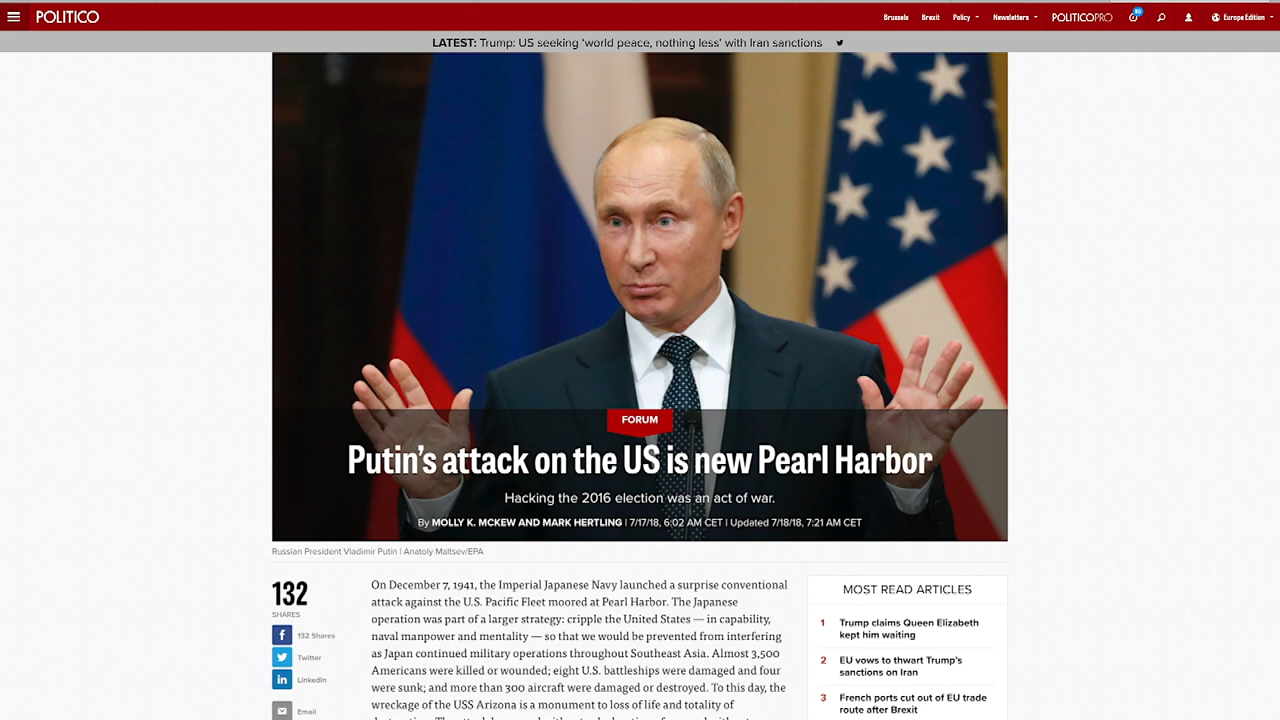 POLITICO
Brussels Brexit Policy Newsletters POLITICOPRO Europe Edition
LATEST: Trump: US seeking ‘world peace, nothing less’ with Iran sanctions
FORUM
Putin’s attack on the US is new Pearl Harbor
Hacking the 2016 election was an act of war.
By MOLLY K. MCKEW AND MARK HERTLING | 7/17/18, 6:02 AM CET | Updated 7/18/18, 7:21 AM CET
Russian President Vladimir Putin | Anatoly Maltsev/EPA
132
SHARES
132 Shares
Twitter
LinkedIn
Email
On December 7, 1941, the Imperial Japanese Navy launched a surprise conventional
attack against the U.S. Pacific Fleet moored at Pearl Harbor. The Japanese
operation was part of a larger strategy: cripple the United States — in capability,
naval manpower and mentality — so that we would be prevented from interfering
as Japan continued military operations throughout Southeast Asia. Almost 3,500
Americans were killed or wounded; eight U.S. battleships were damaged and four
were sunk; and more than 300 aircraft were damaged or destroyed. To this day, the
wreckage of the USS Arizona is a monument to loss of life and totality of
MOST READ ARTICLES
1 Trump claims Queen Elizabeth
kept him waiting
2 EU vows to thwart Trump’s
sanctions on Iran
3 French ports cut out of EU trade
route after Brexit